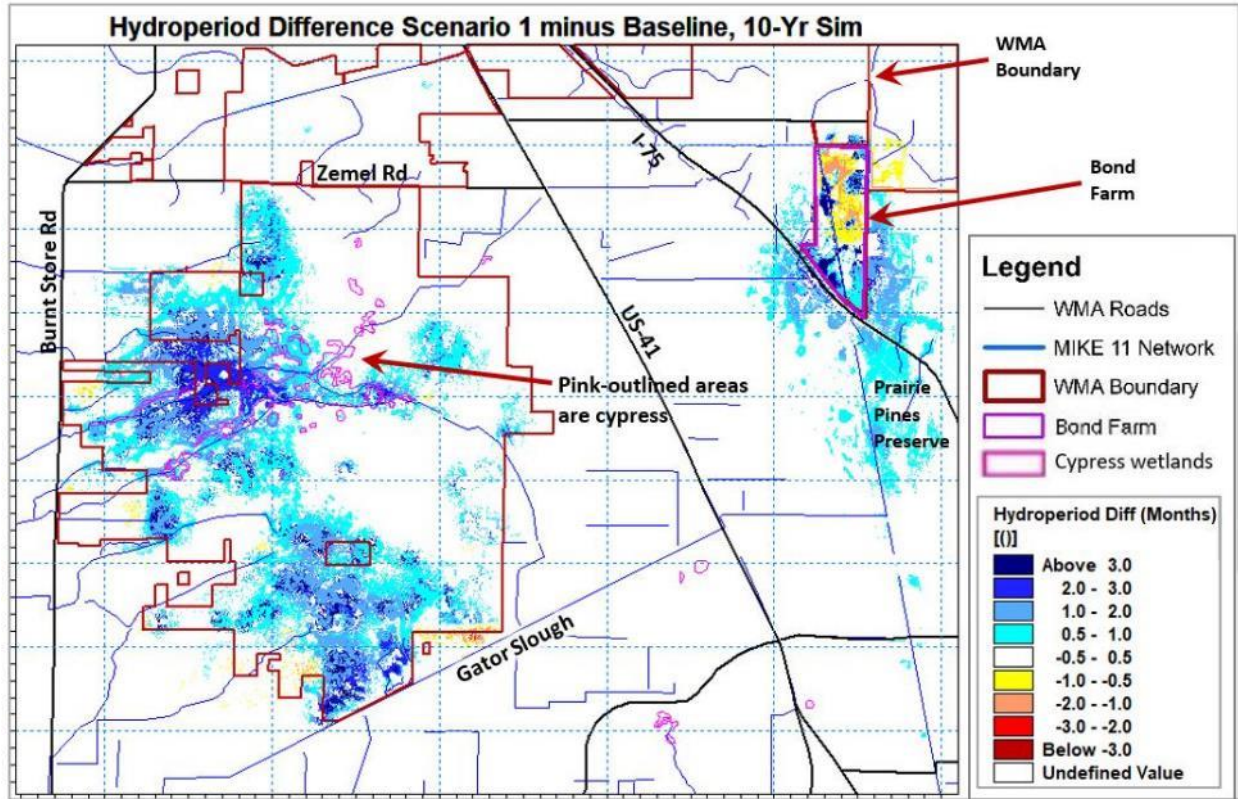 Hydroperiod Difference Scenario 1 minus Baseline, 10-Yr Sim
WMA
Boundary
I-75
Zemel Rd
Bond
Farm
Burnt Store Rd
US-41
Pink-outlined areas
are cypress
Prairie
Pines
Preserve
Gator Slough
Legend
WMA Roads
MIKE 11 Network
WMA Boundary
Bond Farm
Cypress wetlands
Hydroperiod Diff (Months)
[()]
Above 3.0
2.0 - 3.0
1.0 - 2.0
0.5 - 1.0
-0.5 - 0.5
-1.0 - -0.5
-2.0 - -1.0
-3.0 - -2.0
Below -3.0
Undefined Value